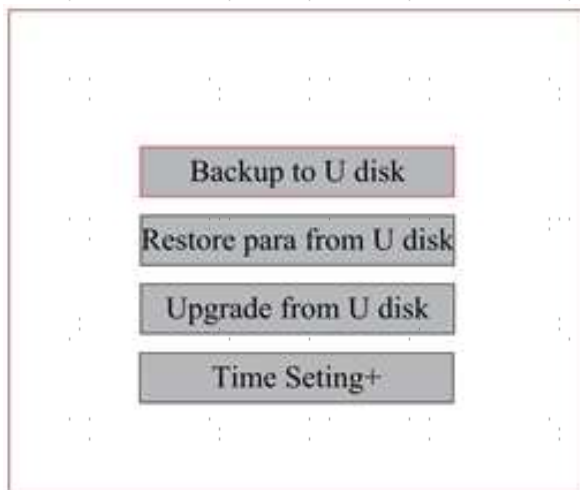 Backup to U disk
Restore para from U disk
Upgrade from U disk
Time Seting+